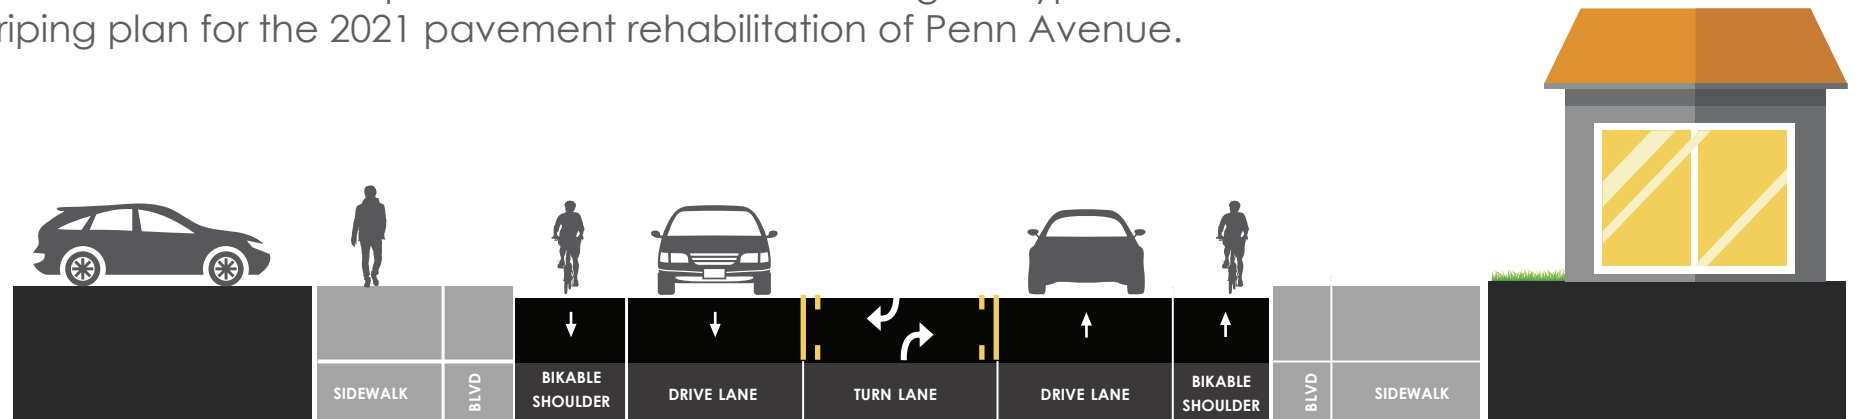 riping plan for the 2021 pavement rehabilitation of Penn Avenue.
SIDEWALK
BLVD
BIKABLE
SHOULDER
DRIVE LANE
TURN LANE
DRIVE LANE
BIKABLE
SHOULDER
BLVD
SIDEWALK